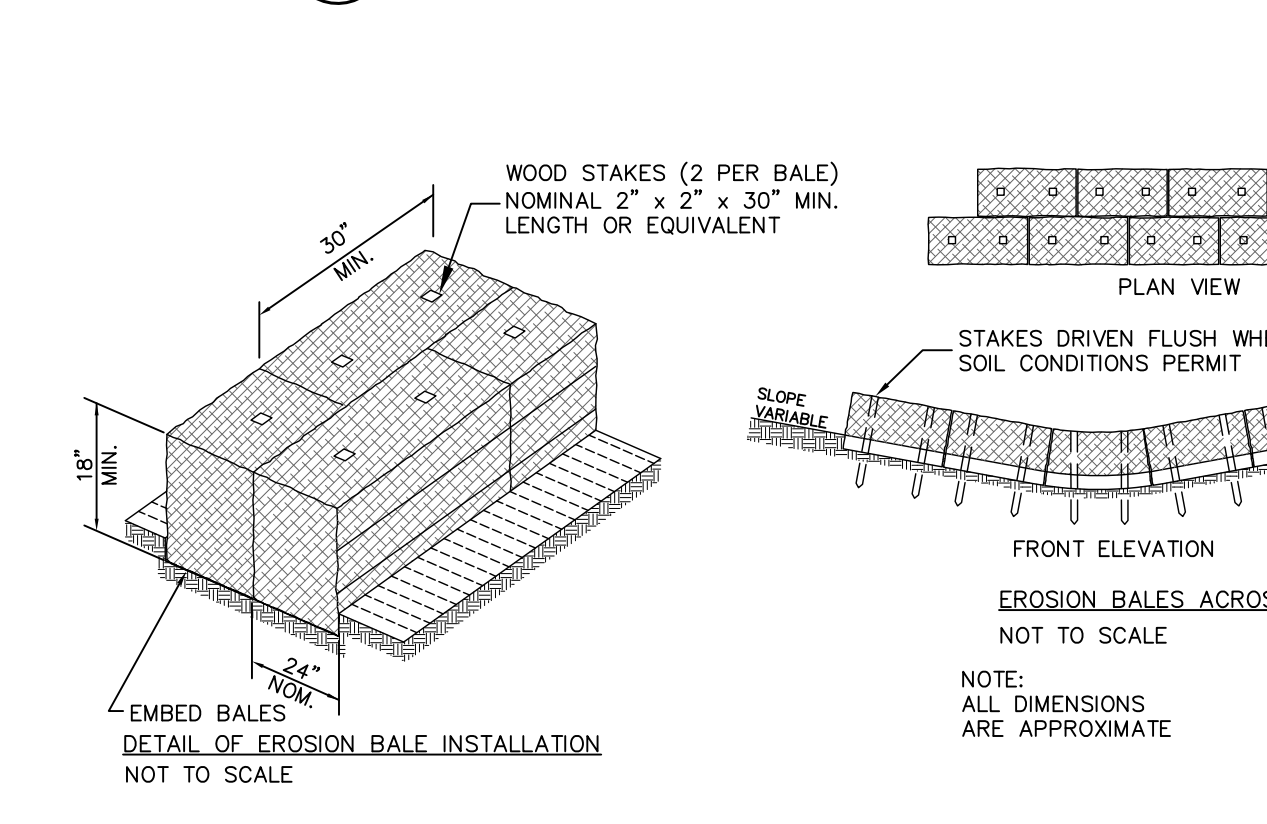 WOOD STAKES (2 PER BALE)
NOMINAL 2” x 2” x 30” MIN.
LENGTH OR EQUIVALENT
30”
MIN.
18”
MIN.
24”
NOM.
EMBED BALES
DETAIL OF EROSION BALE INSTALLATION
NOT TO SCALE
PLAN VIEW
STAKES DRIVEN FLUSH
SOIL CONDITIONS PERMIT
SLOPE
VARIABLE
FRONT ELEVATION
EROSION BALES
NOT TO SCALE
NOTE:
ALL DIMENSIONS
ARE APPROXIMATE